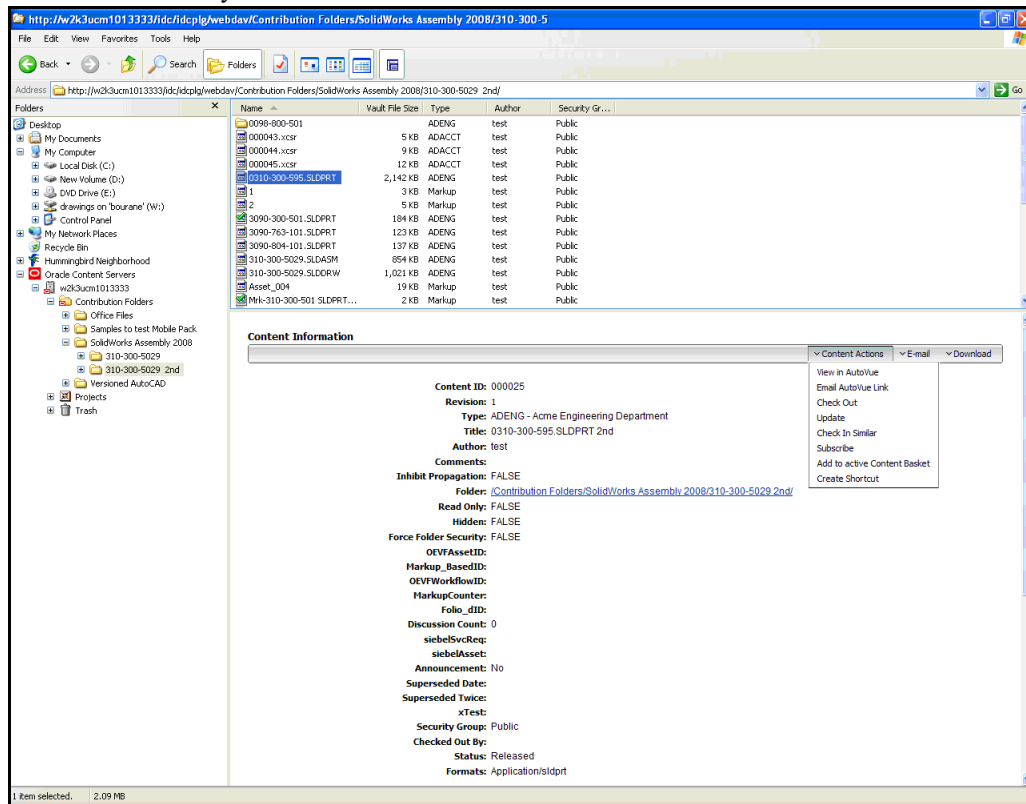 http://w2k3ucm1013333/idc/idcplg/webdav/Contribution Folders/SolidWorks Assembly 2008/310-300-5
File Edit View Favorites Tools Help
Back Search Folders
Address http://w2k3ucm1013333/idc/idcplg/webdav/Contribution Folders/SolidWorks Assembly 2008/310-300-5029 2nd/ Go
Folders x
Desktop
My Documents
My Computer
Local Disk (C:)
New Volume (D:)
DVD Drive (E:)
drawings on 'bourane' (W:)
Control Panel
My Network Places
Recycle Bin
Hummingbird Neighborhood
Oracle Content Servers
w2k3ucm1013333
Contribution Folders
Office Files
Samples to test Mobile Pack
SolidWorks Assembly 2008
310-300-5029
310-300-5029 2nd
Versioned AutoCAD
Projects
Trash
Name Vault File Size Type Author Security Gr...
0098-800-501 ADENG test Public
000043.xcsr 5 KB ADACCT test Public
000044.xcsr 9 KB ADACCT test Public
000045.xcsr 12 KB ADACCT test Public
0310-300-595.SLDPRT 2,142 KB ADENG test Public
1 3 KB Markup test Public
2 5 KB Markup test Public
3090-300-501.SLDPRT 184 KB ADENG test Public
3090-763-101.SLDPRT 123 KB ADENG test Public
3090-804-101.SLDPRT 137 KB ADENG test Public
310-300-5029.SLDASM 854 KB ADENG test Public
310-300-5029.SLDDRW 1,021 KB ADENG test Public
Asset_004 19 KB Markup test Public
Mrk-310-300-501 SLDPRT... 2 KB Markup test Public
Content Information
Content Actions E-mail Download
View in AutoVue
Email AutoVue Link
Check Out
Update
Check In Similar
Subscribe
Add to active Content Basket
Create Shortcut
Content ID: 000025
Revision: 1
Type: ADENG - Acme Engineering Department
Title: 0310-300-595.SLDPRT 2nd
Author: test
Comments:
Inhibit Propagation: FALSE
Folder: /Contribution Folders/SolidWorks Assembly 2008/310-300-5029 2nd/
Read Only: FALSE
Hidden: FALSE
Force Folder Security: FALSE
OEVFAssetID:
Markup_BasedID:
OEVFWorkflowID:
MarkupCounter:
Folio_dID:
Discussion Count: 0
siebelSvcReq:
siebelAsset:
Announcement: No
Superseded Date:
Superseded Twice:
xTest:
Security Group: Public
Checked Out By:
Status: Released
Formats: Application/sldprt
1 item selected. 2.09 MB